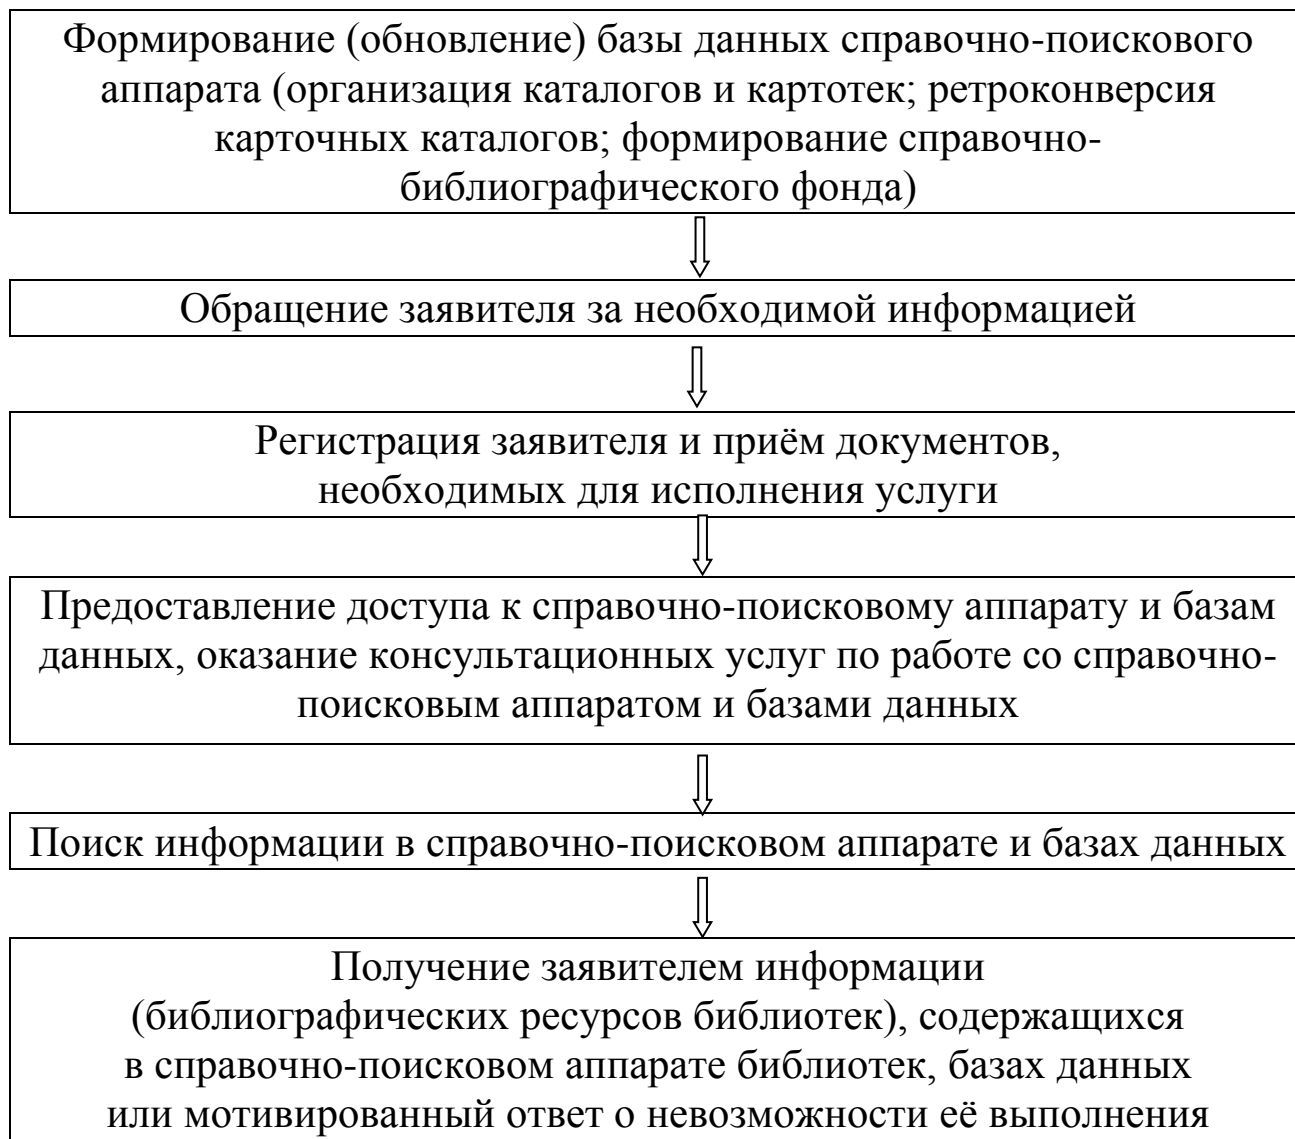 Формирование (обновление) базы данных справочно-поискового
аппарата (организация каталогов и картотек; ретроконверсия
карточных каталогов; формирование справочно-
библиографического фонда)
Обращение заявителя за необходимой информацией
Регистрация заявителя и приём документов,
необходимых для исполнения услуги
Предоставление доступа к справочно-поисковому аппарату и базам
данных, оказание консультационных услуг по работе со справочно-
поисковым аппаратом и базами данных
Поиск информации в справочно-поисковом аппарате и базах данных
Получение заявителем информации
(библиографических ресурсов библиотек), содержащихся
в справочно-поисковом аппарате библиотек, базах данных
или мотивированный ответ о невозможности её выполнения